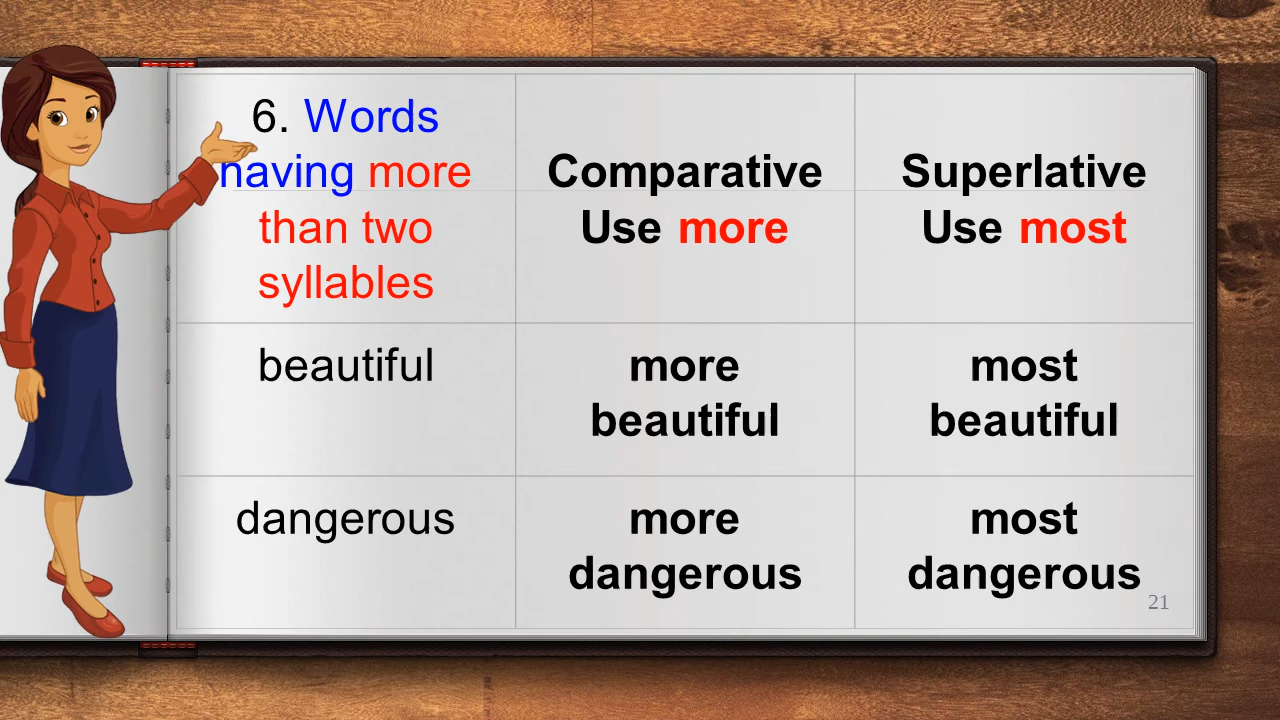 6. Words
having more
than two
syllables
Comparative
Use more
Superlative
Use most
beautiful
more
beautiful
most
beautiful
dangerous
more
dangerous
most
dangerous
21